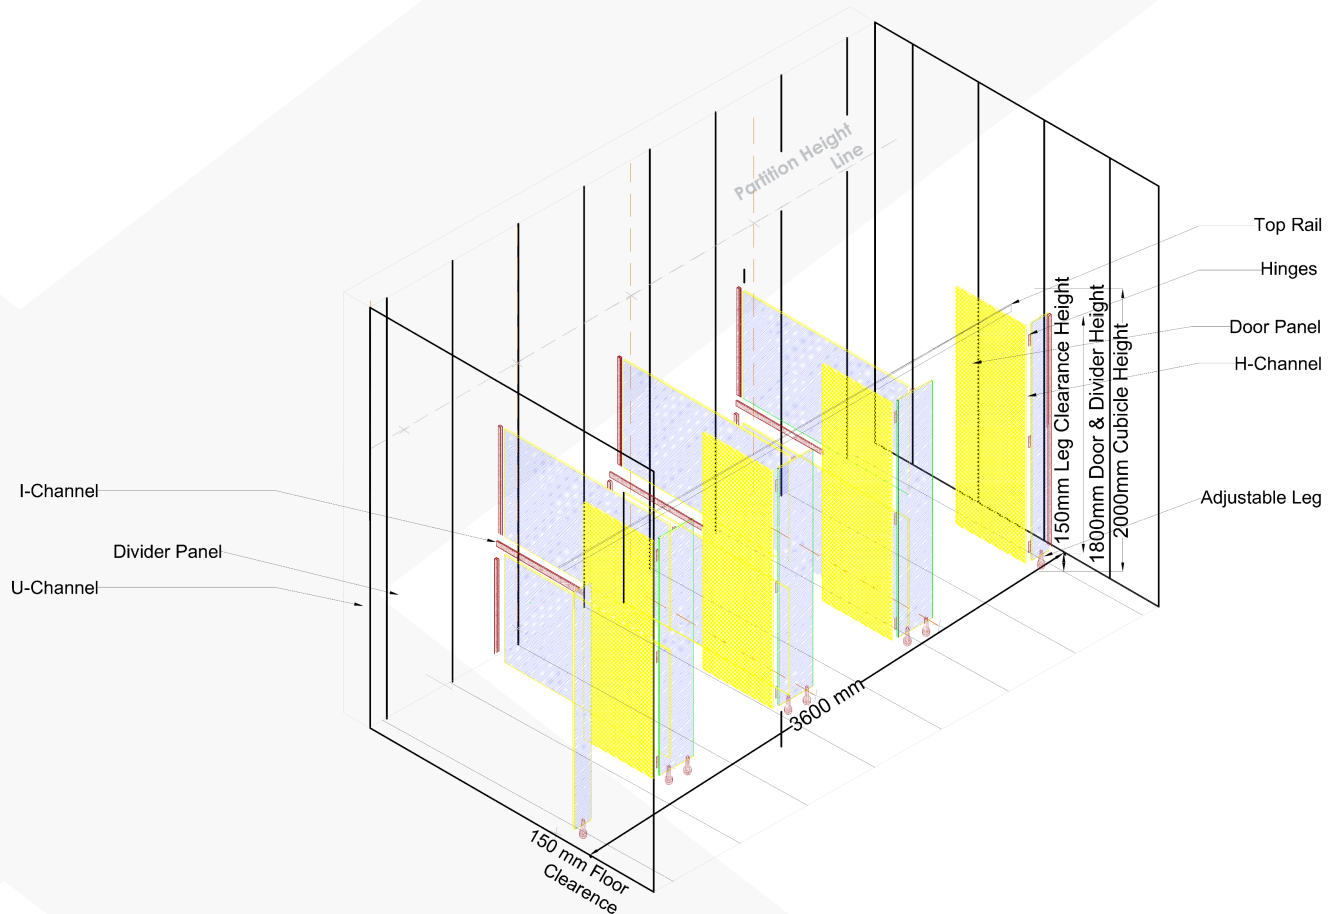 Partition Height
Line
Top Rail
Hinges
Door Panel
H-Channel
150mm Leg Clearance Height
1800mm Door & Divider Height
2000mm Cubicle Height
Adjustable Leg
I-Channel
Divider Panel
U-Channel
3600 mm
150 mm Floor
Clearence